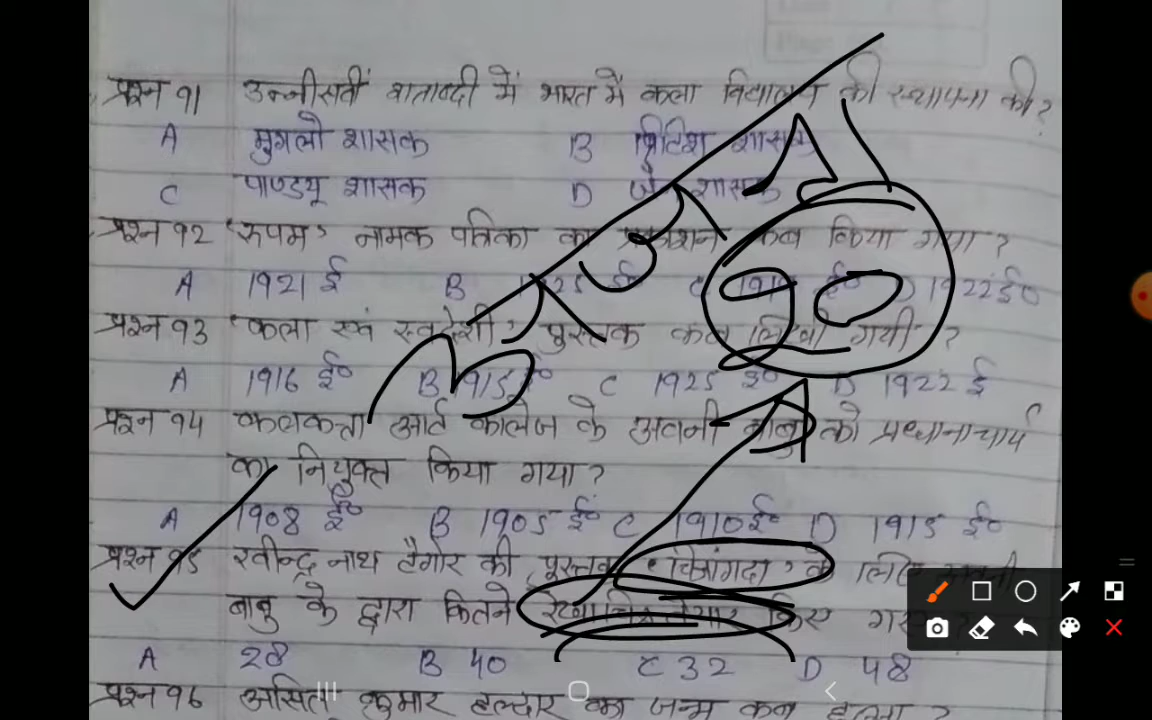 प्रश्न 91 उन्नीसवीं शताब्दी में भारत में कला विद्यालय की स्थापना की?
A मुगलो शासक B ब्रिटिश शासक
C पाण्ड्य शासक D शासक
प्रश्न 92 'रुपम' नामक पत्रिका का प्रकाशन कब किया गया?
A 1921 ई B ई० C ई० D 1922 ई०
प्रश्न 93 'कला एवं स्वदेशी' पुस्तक कब लिखी गयी?
A 1916 ई० B 1915 ई० C 1925 ई० D 1922 ई
प्रश्न 94 कलकत्ता आर्ट कालेज के अवनी बाबु को प्रधानाचार्य
का नियुक्त किया गया?
A 1908 ई० B 1905 ई० C 1910 ई० D 1915 ई०
प्रश्न 95 रवीन्द्र नाथ टैगोर की पुस्तक 'चित्रांगदा' के लिए
बाबु के द्वारा कितने रेखाचित्र तैयार किए
A 28 B 40 C 32 D 48
प्रश्न 96 असित कुमार हल्दार का जन्म कब हुआ?